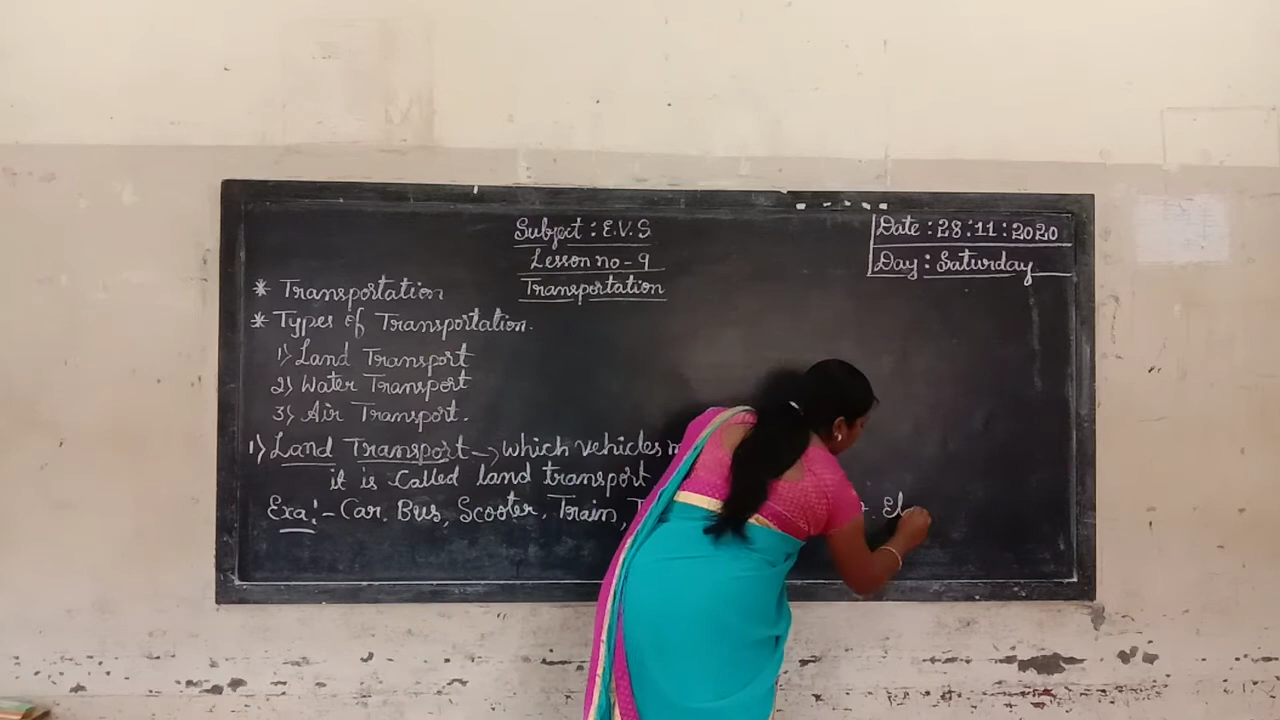 Subject : E.V.S
Lesson no - 9
Transportation
Date : 28:11:2020
Day : Saturday
* Transportation
* Types of Transportation.
1) Land Transport
2) Water Transport
3) Air Transport.
1) Land Transport → which vehicles
it is called land transport
Exa:- Car, Bus, Scooter, Train,